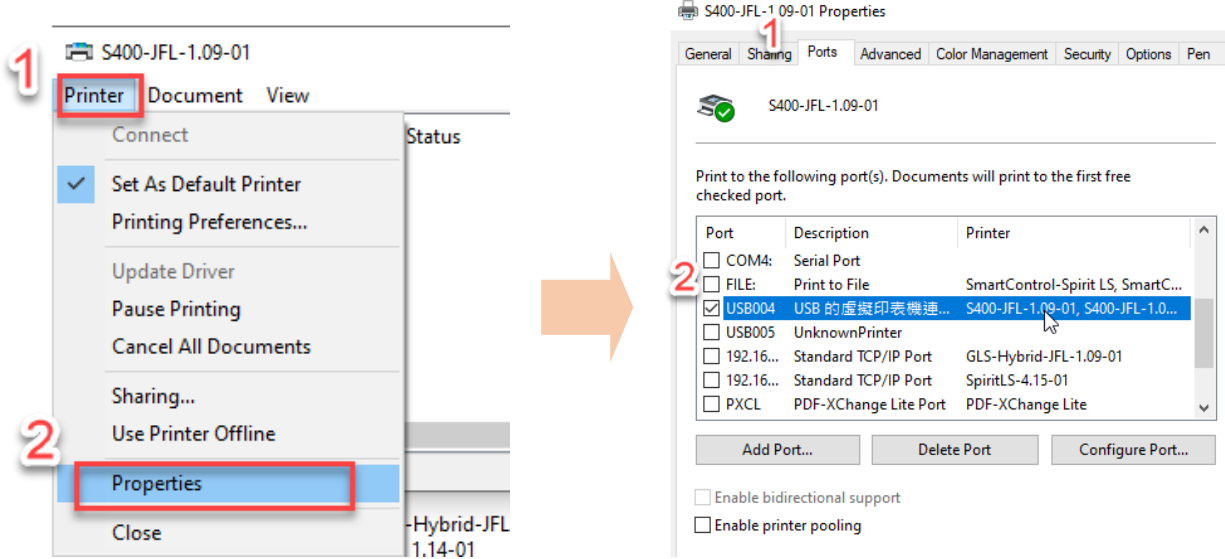 1
S400-JFL-1.09-01
Printer Document View
Connect
Status
Set As Default Printer
Printing Preferences...
Update Driver
Pause Printing
Cancel All Documents
Sharing...
Use Printer Offline
2
Properties
Close
-Hybrid-JFL
1.14-01
S400-JFL-1.09-01 Properties
1
General Sharing Ports Advanced Color Management Security Options Pen
S400-JFL-1.09-01
Print to the following port(s). Documents will print to the first free
checked port.
Port Description Printer
COM4: Serial Port
2
FILE: Print to File SmartControl-Spirit LS, SmartC...
USB004 USB 的虛擬印表機連... S400-JFL-1.09-01, S400-JFL-1.0...
USB005 UnknownPrinter
192.16... Standard TCP/IP Port GLS-Hybrid-JFL-1.09-01
192.16... Standard TCP/IP Port SpiritLS-4.15-01
PXCL PDF-XChange Lite Port PDF-XChange Lite
Add Port... Delete Port Configure Port...
Enable bidirectional support
Enable printer pooling